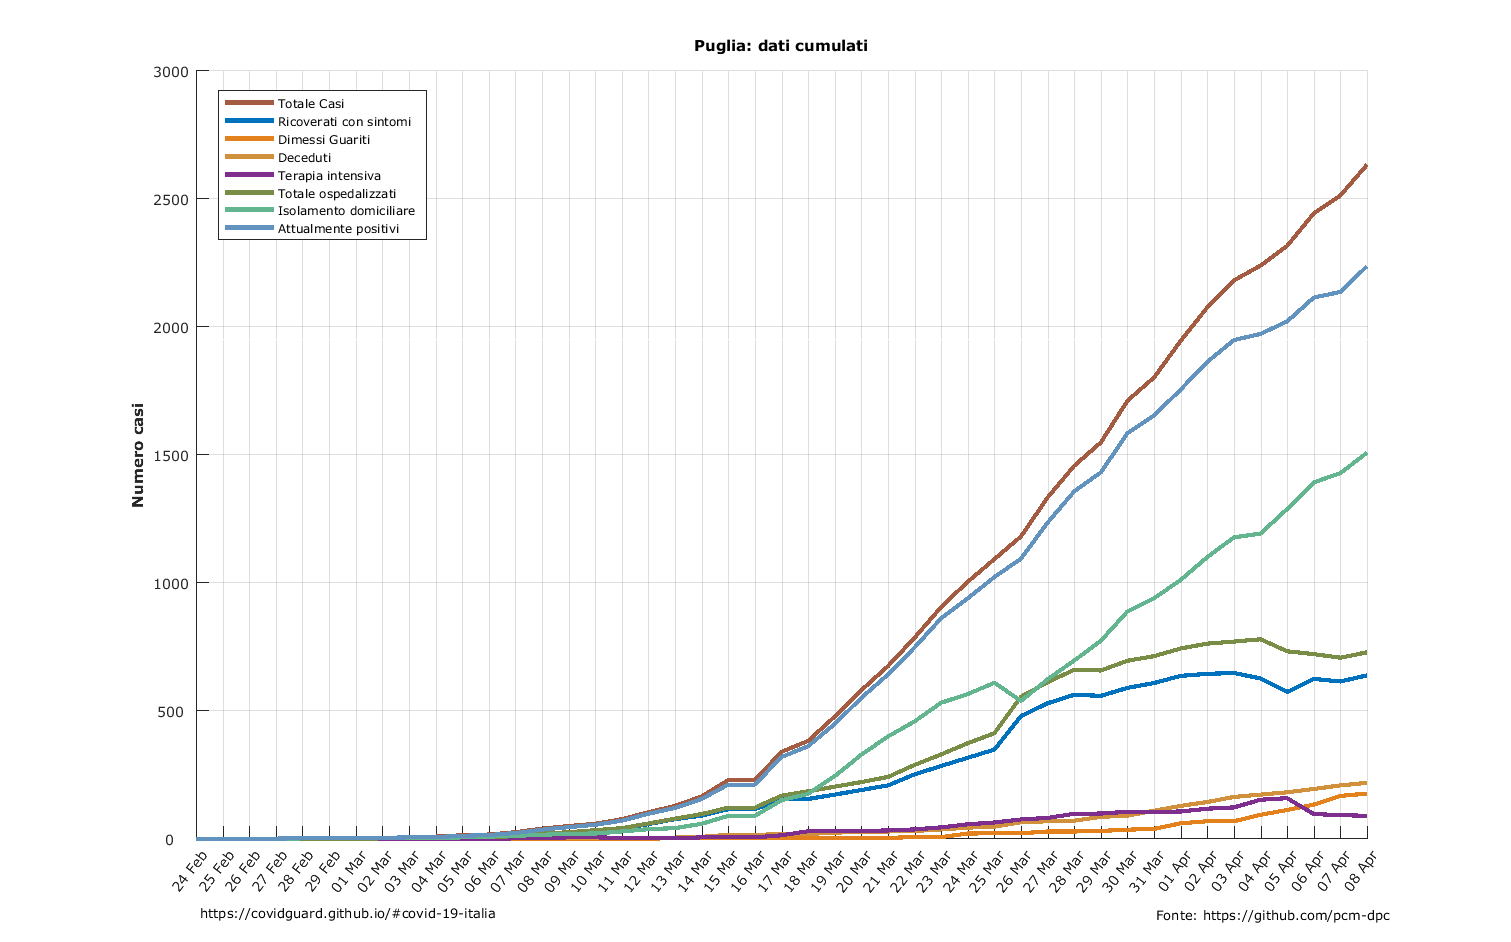 Puglia: dati cumulati
3000
2500
2000
1500
1000
500
0
Numero casi
Totale Casi
Ricoverati con sintomi
Dimessi Guariti
Deceduti
Terapia intensiva
Totale ospedalizzati
Isolamento domiciliare
Attualmente positivi
24 Feb
25 Feb
26 Feb
27 Feb
28 Feb
29 Feb
01 Mar
02 Mar
03 Mar
04 Mar
05 Mar
06 Mar
07 Mar
08 Mar
09 Mar
10 Mar
11 Mar
12 Mar
13 Mar
14 Mar
15 Mar
16 Mar
17 Mar
18 Mar
19 Mar
20 Mar
21 Mar
22 Mar
23 Mar
24 Mar
25 Mar
26 Mar
27 Mar
28 Mar
29 Mar
30 Mar
31 Mar
01 Apr
02 Apr
03 Apr
04 Apr
05 Apr
06 Apr
07 Apr
08 Apr
https://covidguard.github.io/#covid-19-italia
Fonte: https://github.com/pcm-dpc